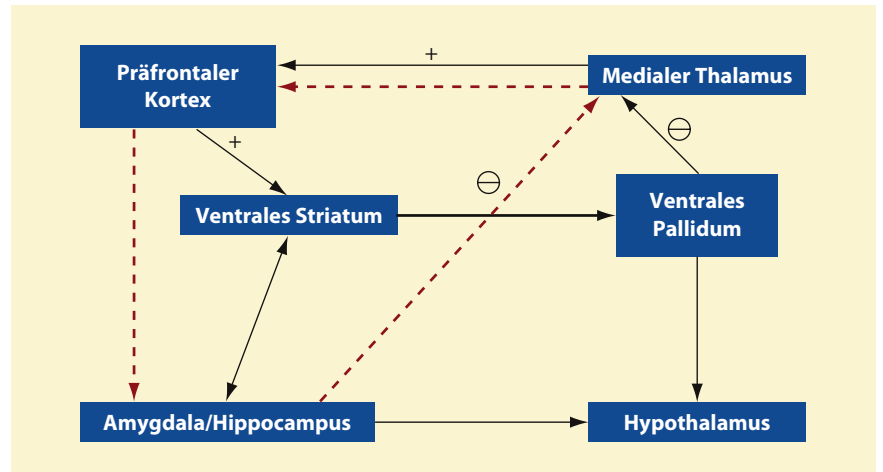 Präfrontaler
Kortex
+
Medialer Thalamus
+
⊖
⊖
Ventrales Striatum
Ventrales
Pallidum
Amygdala/Hippocampus
Hypothalamus